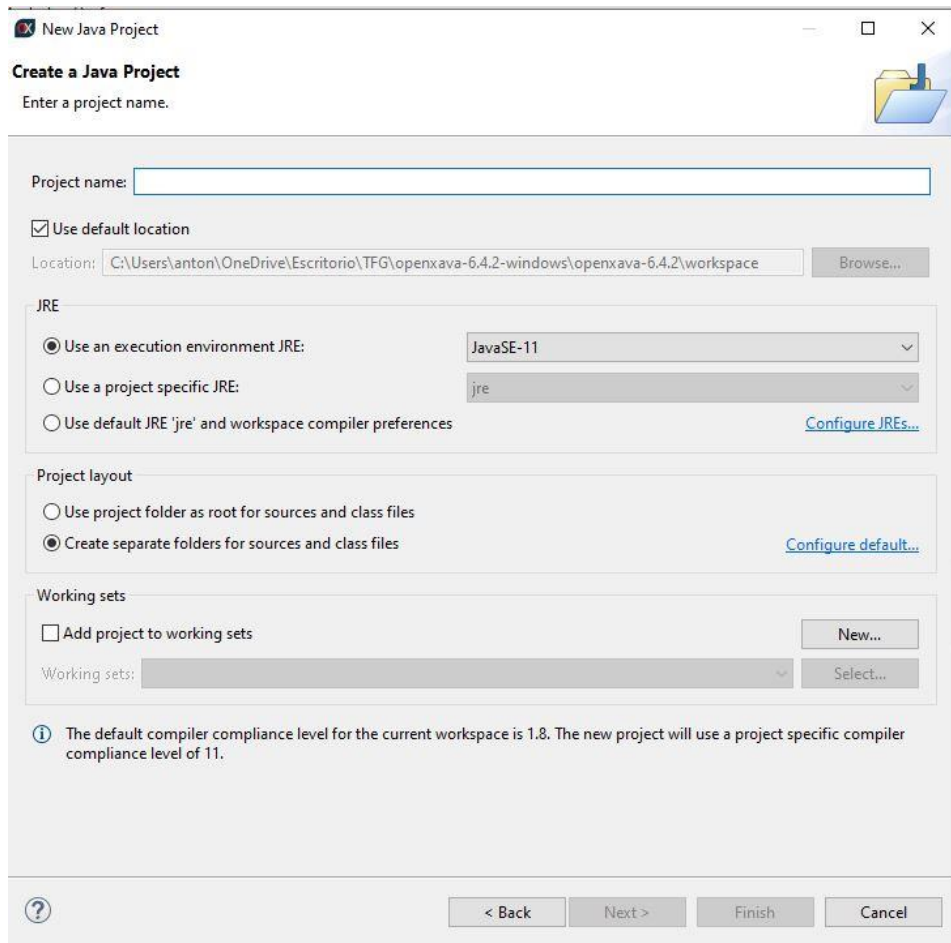 New Java Project
Create a Java Project
Enter a project name.
Project name:
Use default location
Location: C:\Users\anton\OneDrive\Escritorio\TFG\openxava-6.4.2-windows\openxava-6.4.2\workspace Browse...
JRE
Use an execution environment JRE: JavaSE-11
Use a project specific JRE: jre
Use default JRE 'jre' and workspace compiler preferences Configure JREs...
Project layout
Use project folder as root for sources and class files
Create separate folders for sources and class files Configure default...
Working sets
Add project to working sets New...
Working sets: Select...
The default compiler compliance level for the current workspace is 1.8. The new project will use a project specific compiler
compliance level of 11.
? < Back Next > Finish Cancel